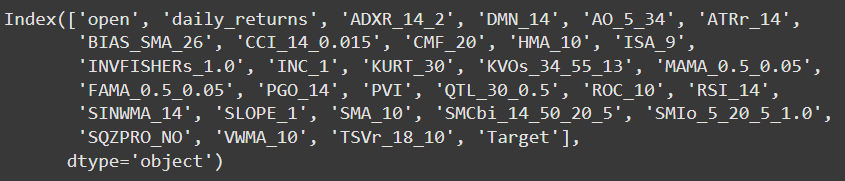 Index(['open', 'daily_returns', 'ADXR_14_2', 'DMN_14', 'AO_5_34', 'ATRr_14',
'BIAS_SMA_26', 'CCI_14_0.015', 'CMF_20', 'HMA_10', 'ISA_9',
'INVFISHERs_1.0', 'INC_1', 'KURT_30', 'KVOs_34_55_13', 'MAMA_0.5_0.05',
'FAMA_0.5_0.05', 'PGO_14', 'PVI', 'QTL_30_0.5', 'ROC_10', 'RSI_14',
'SINWMA_14', 'SLOPE_1', 'SMA_10', 'SMCbi_14_50_20_5', 'SMIo_5_20_5_1.0',
'SQZPRO_NO', 'VWMA_10', 'TSVr_18_10', 'Target'],
dtype='object')